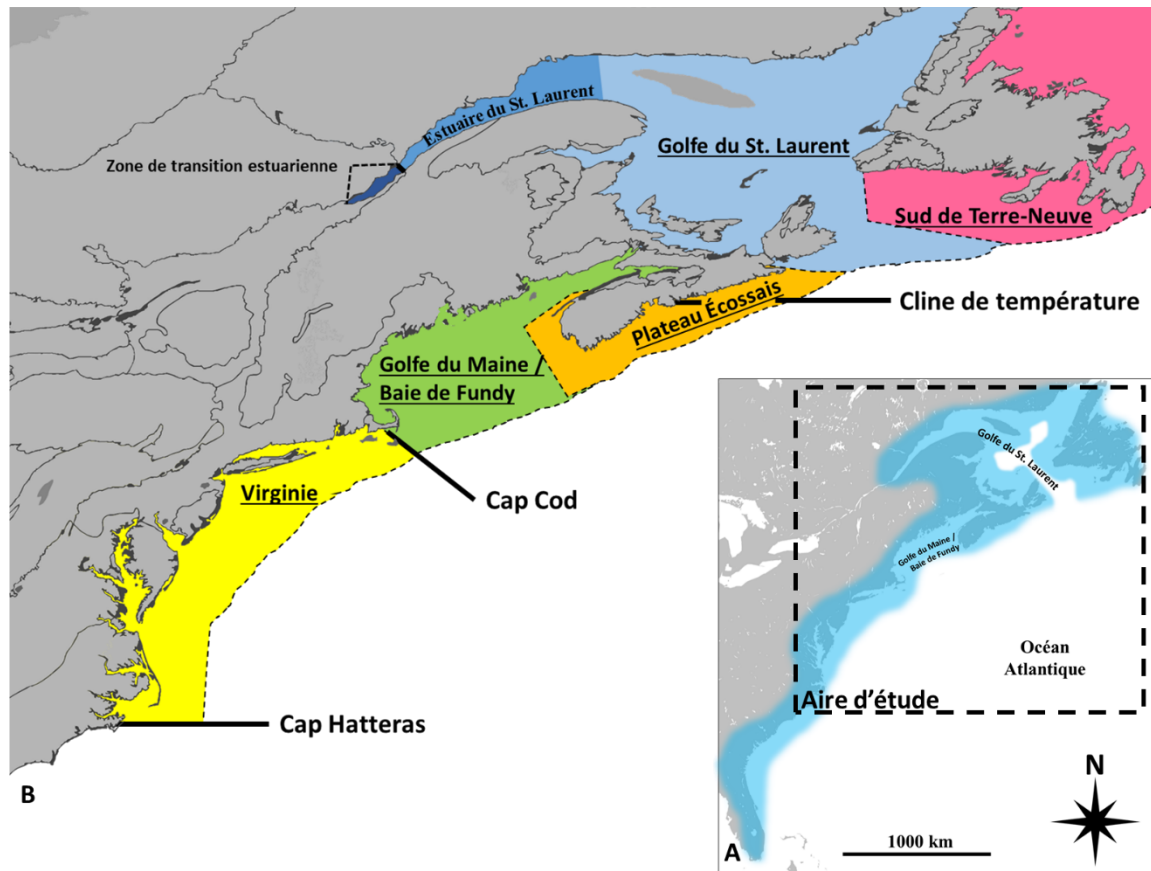 Estuaire du St. Laurent
Zone de transition estuarienne
Golfe du St. Laurent
Sud de Terre-Neuve
Cline de température
Plateau Écossais
Golfe du Maine /
Baie de Fundy
Cap Cod
Virginie
Cap Hatteras
B
Golfe du St. Laurent
Golfe du Maine /
Baie de Fundy
Océan
Atlantique
Aire d’étude
N
1000 km
A